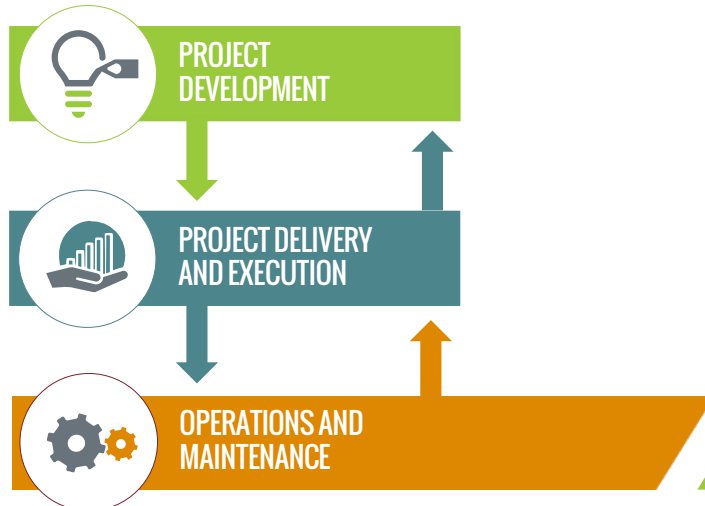 PROJECT
DEVELOPMENT
PROJECT DELIVERY
AND EXECUTION
OPERATIONS AND
MAINTENANCE